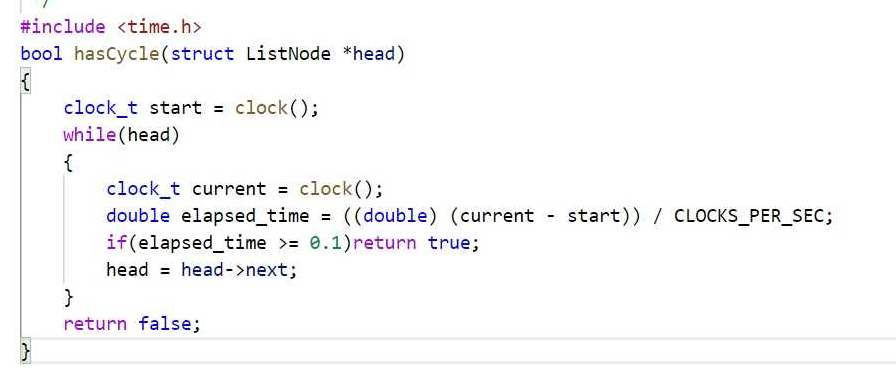 */
#include <time.h>
bool hasCycle(struct ListNode *head)
{
    clock_t start = clock();
    while(head)
    {
        clock_t current = clock();
        double elapsed_time = ((double) (current - start)) / CLOCKS_PER_SEC;
        if(elapsed_time >= 0.1)return true;
        head = head->next;
    }
    return false;
}